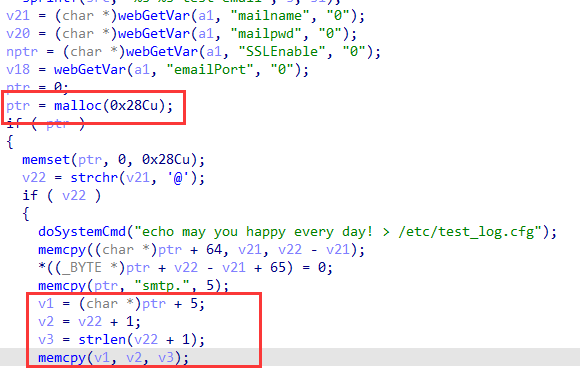 v21 = (char *)webGetVar(a1, "mailname", "0");
v20 = (char *)webGetVar(a1, "mailpwd", "0");
nptr = (char *)webGetVar(a1, "SSLEnable", "0");
v18 = webGetVar(a1, "emailPort", "0");
ptr = 0;
ptr = malloc(0x28Cu);
if ( ptr )
{
memset(ptr, 0, 0x28Cu);
v22 = strchr(v21, '@');
if ( v22 )
{
doSystemCmd("echo may you happy every day! > /etc/test_log.cfg");
memcpy((char *)ptr + 64, v21, v22 - v21);
*((_BYTE *)ptr + v22 - v21 + 65) = 0;
memcpy(ptr, "smtp.", 5);
v1 = (char *)ptr + 5;
v2 = v22 + 1;
v3 = strlen(v22 + 1);
memcpy(v1, v2, v3);